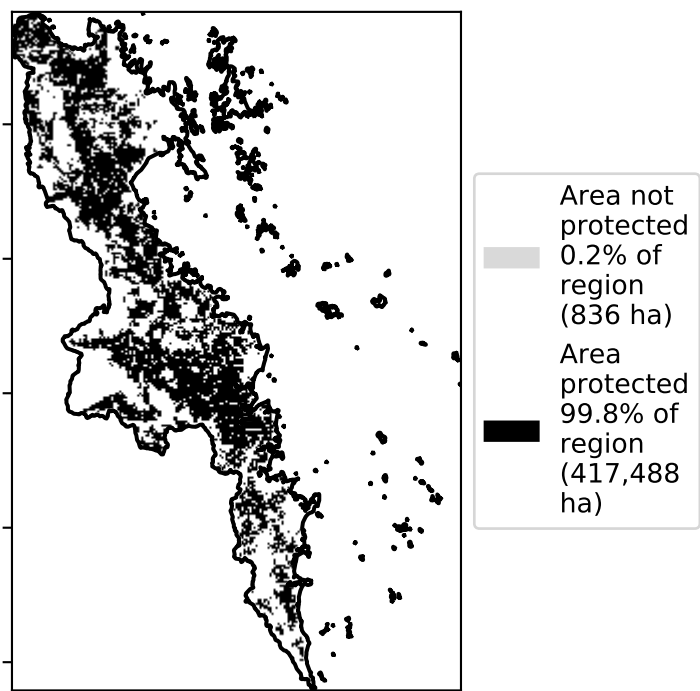 Area not
protected
0.2% of
region
(836 ha)
Area
protected
99.8% of
region
(417,488
ha)